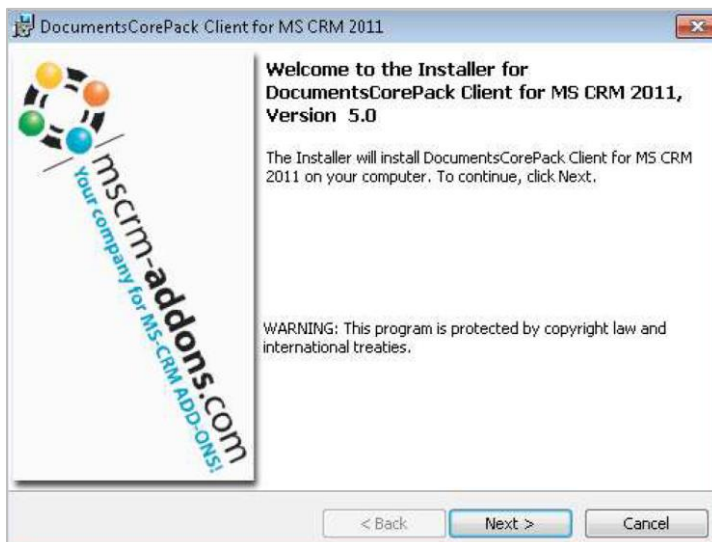 DocumentsCorePack Client for MS CRM 2011
Welcome to the Installer for
DocumentsCorePack Client for MS CRM 2011,
Version 5.0
The Installer will install DocumentsCorePack Client for MS CRM
2011 on your computer. To continue, click Next.
mscrm-addons.com
Your company for MS-CRM ADD-ONS!
WARNING: This program is protected by copyright law and
international treaties.
< Back
Next >
Cancel